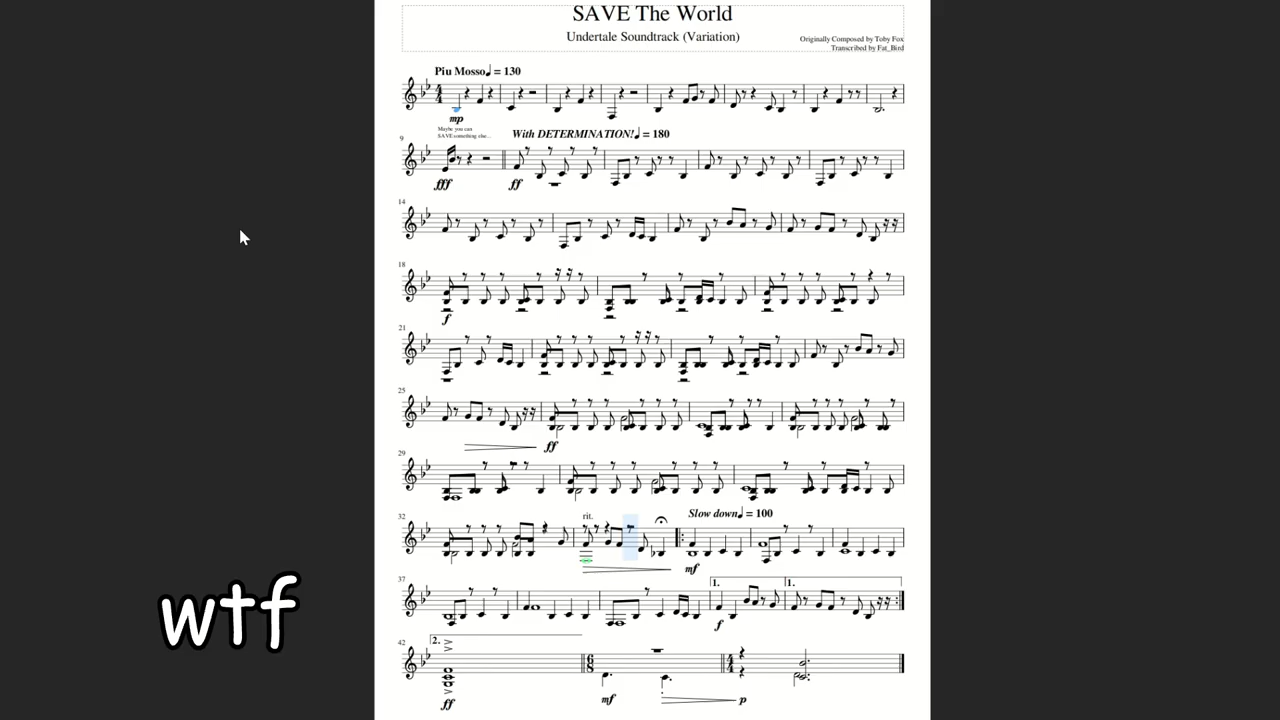 SAVE The World
Undertale Soundtrack (Variation)
Originally Composed by Toby Fox
Transcribed by Fat_Bird
Piu Mosso♩ = 130
mp
Maybe you can
SAVE something else...
9
With DETERMINATION!♩ = 180
fff
ff
14
18
f
21
25
ff
29
32
rit.
Slow down♩ = 100
mf
37
1.
1.
f
42
2.
ff
mf
p
wtf